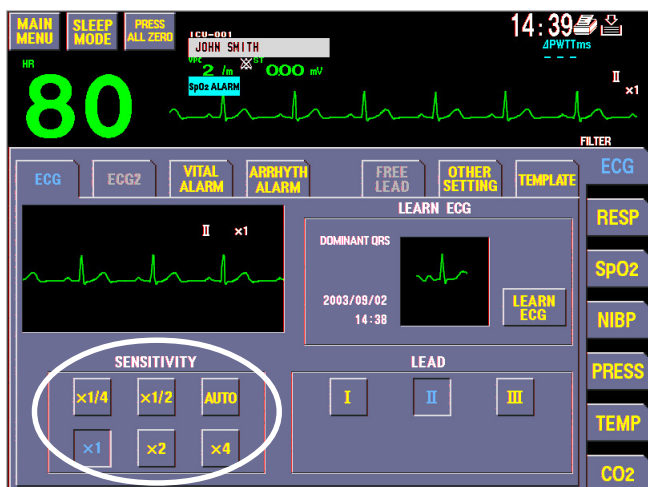 MAIN MENU
SLEEP MODE
PRESS ALL ZERO
ICU-001
JOHN SMITH
14:39
ΔPWTTms
- - -
HR
80
VPC
2 /m
ST
0.00 mV
SpO2 ALARM
II
×1
FILTER
ECG
ECG2
VITAL ALARM
ARRHYTH ALARM
FREE LEAD
OTHER SETTING
TEMPLATE
ECG
RESP
SpO2
NIBP
PRESS
TEMP
CO2
II ×1
LEARN ECG
DOMINANT QRS
2003/09/02
14:38
LEARN ECG
SENSITIVITY
×1/4 ×1/2 AUTO
×1 ×2 ×4
LEAD
I II III